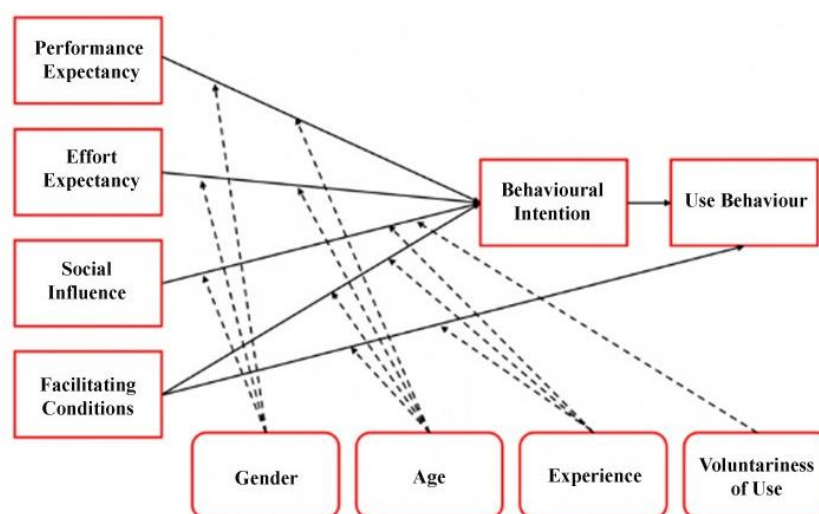 Performance
Expectancy
Effort
Expectancy
Social
Influence
Facilitating
Conditions
Behavioural
Intention
Use Behaviour
Gender
Age
Experience
Voluntariness
of Use